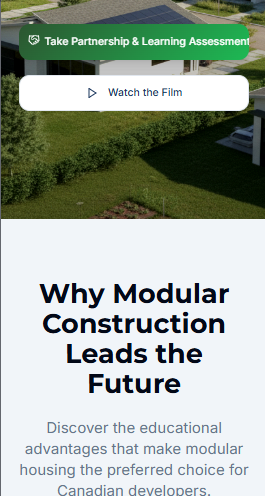 Take Partnership & Learning Assessment
Watch the Film
Why Modular
Construction
Leads the
Future
Discover the educational
advantages that make modular
housing the preferred choice for
Canadian developers.